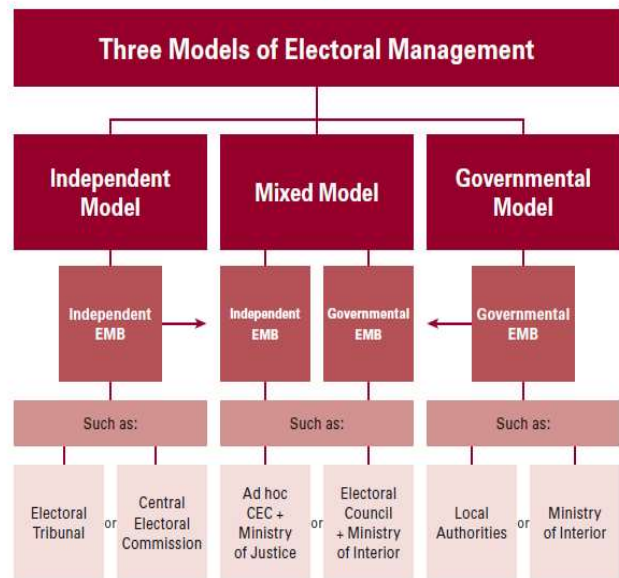 Three Models of Electoral Management
Independent
Model
Mixed Model
Governmental
Model
Independent
EMB
Independent
EMB
Governmental
EMB
Governmental
EMB
Such as:
Such as:
Such as:
Electoral
Tribunal
or
Central
Electoral
Commission
Ad hoc
CEC +
Ministry
of Justice
or
Electoral
Council
+ Ministry
of Interior
Local
Authorities
or
Ministry
of Interior